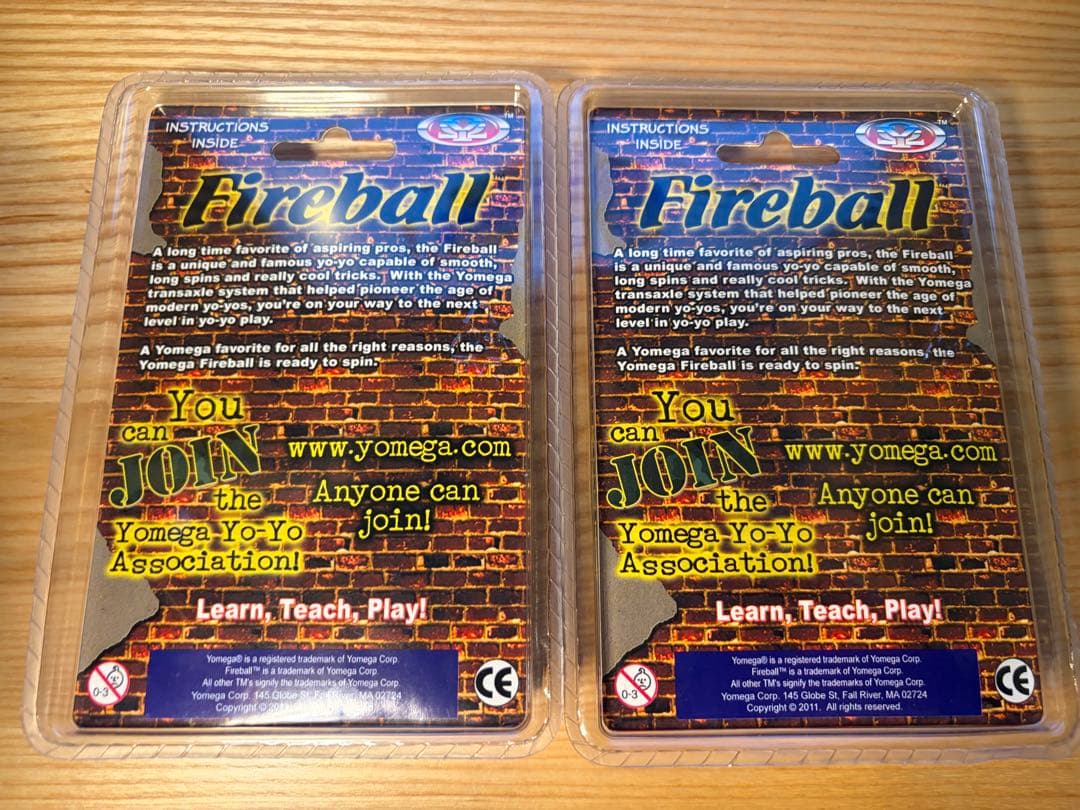 INSTRUCTIONS
INSIDE
TM
Fireball
A long time favorite of aspiring pros, the Fireball
is a unique and famous yo-yo capable of smooth,
long spins and really cool tricks. With the Yomega
transaxle system that helped pioneer the age of
modern yo-yos, you're on your way to the next
level in yo-yo play.
A Yomega favorite for all the right reasons, the
Yomega Fireball is ready to spin.
You
can
JOIN
the
Yomega Yo-Yo
Association!
www.yomega.com
Anyone can
join!
Learn, Teach, Play!
0-3
Yomega® is a registered trademark of Yomega Corp.
Fireball™ is a trademark of Yomega Corp.
All other TM's signify the trademarks of Yomega Corp.
Yomega Corp. 145 Globe St, Fall River, MA 02724
Copyright ©
CE
INSTRUCTIONS
INSIDE
TM
Fireball
A long time favorite of aspiring pros, the Fireball
is a unique and famous yo-yo capable of smooth,
long spins and really cool tricks. With the Yomega
transaxle system that helped pioneer the age of
modern yo-yos, you're on your way to the next
level in yo-yo play.
A Yomega favorite for all the right reasons, the
Yomega Fireball is ready to spin.
You
can
JOIN
the
Yomega Yo-Yo
Association!
www.yomega.com
Anyone can
join!
Learn, Teach, Play!
0-3
Yomega® is a registered trademark of Yomega Corp.
Fireball™ is a trademark of Yomega Corp.
All other TM's signify the trademarks of Yomega Corp.
Yomega Corp. 145 Globe St, Fall River, MA 02724
Copyright © 2011. All rights reserved.
CE